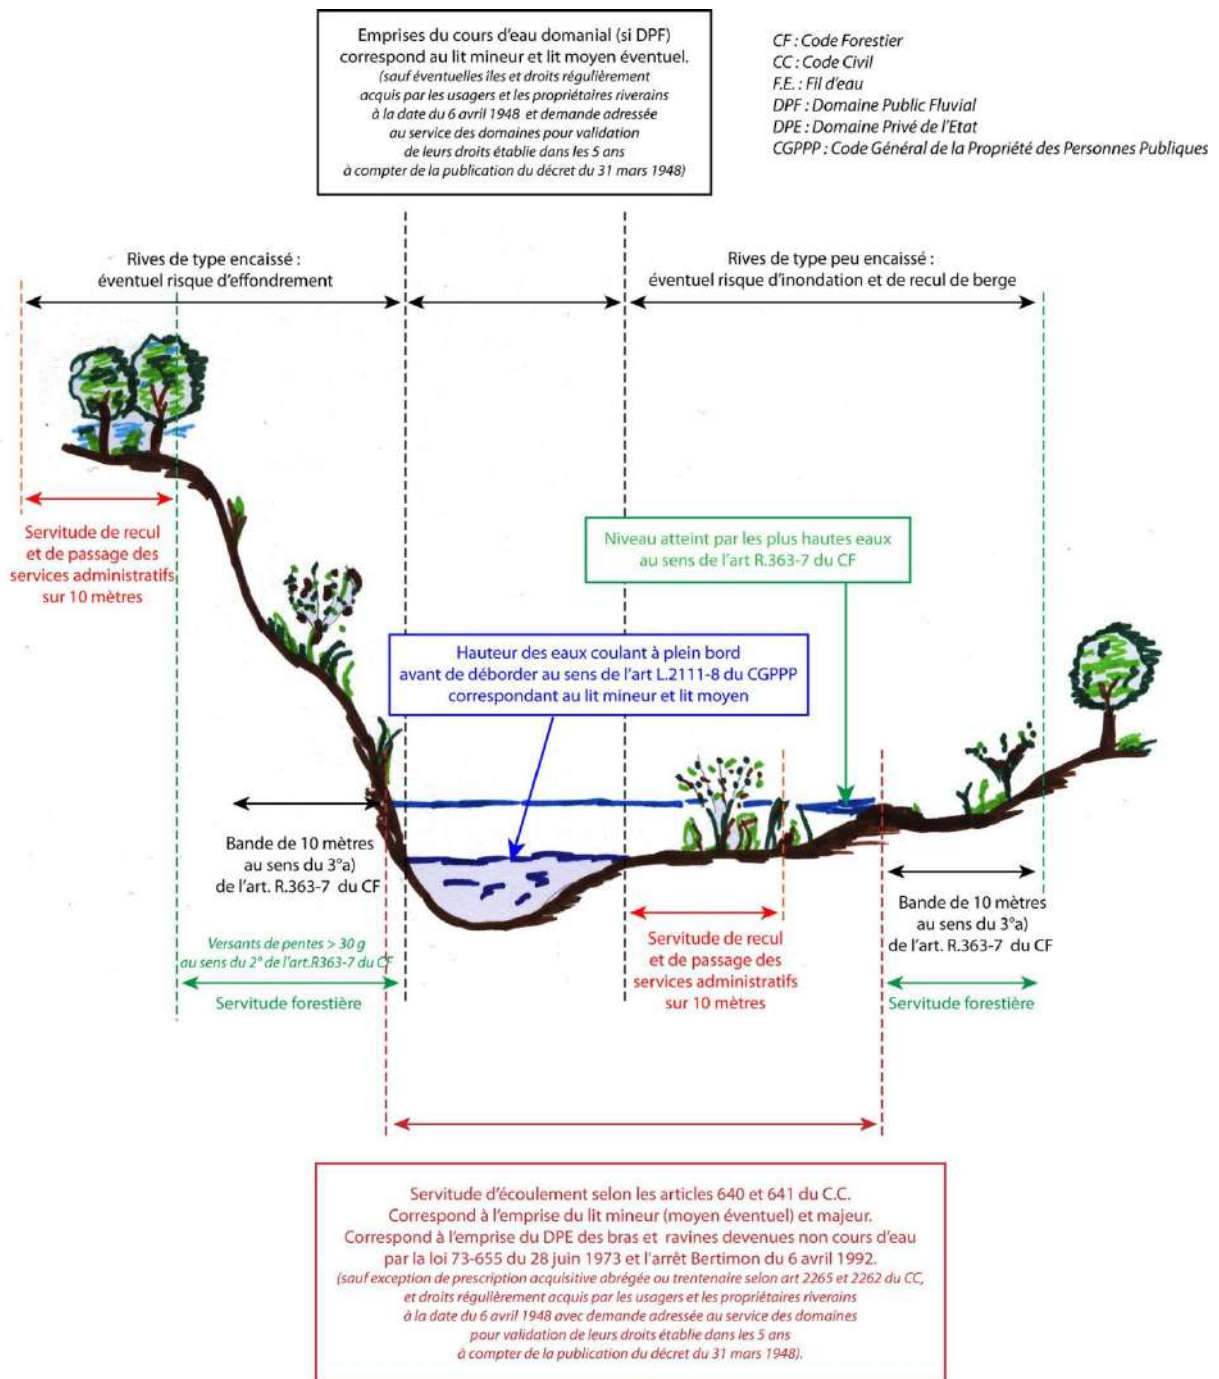 Emprises du cours d'eau domanial (si DPF)
correspond au lit mineur et lit moyen éventuel.
(sauf éventuelles îles et droits régulièrement
acquis par les usagers et les propriétaires riverains
à la date du 6 avril 1948 et demande adressée
au service des domaines pour validation
de leurs droits établie dans les 5 ans
à compter de la publication du décret du 31 mars 1948)
CF : Code Forestier
CC : Code Civil
F.E. : Fil d'eau
DPF : Domaine Public Fluvial
DPE : Domaine Privé de l'Etat
CGPPP : Code Général de la Propriété des Personnes Publiques
Rives de type encaissé :
éventuel risque d'effondrement
Rives de type peu encaissé :
éventuel risque d'inondation et de recul de berge
Servitude de recul
et de passage des
services administratifs
sur 10 mètres
Niveau atteint par les plus hautes eaux
au sens de l'art R.363-7 du CF
Hauteur des eaux coulant à plein bord
avant de déborder au sens de l'art L.2111-8 du CGPPP
correspondant au lit mineur et lit moyen
Bande de 10 mètres
au sens du 3°a)
de l'art. R.363-7 du CF
Versants de pentes > 30 g
au sens du 2° de l'art.R363-7 du CF
Servitude forestière
Servitude de recul
et de passage des
services administratifs
sur 10 mètres
Bande de 10 mètres
au sens du 3°a)
de l'art. R.363-7 du CF
Servitude forestière
Servitude d'écoulement selon les articles 640 et 641 du C.C.
Correspond à l'emprise du lit mineur (moyen éventuel) et majeur.
Correspond à l'emprise du DPE des bras et ravines devenues non cours d'eau
par la loi 73-655 du 28 juin 1973 et l'arrêt Bertimon du 6 avril 1992.
(sauf exception de prescription acquisitive abrégée ou trentenaire selon art 2265 et 2262 du CC,
et droits régulièrement acquis par les usagers et les propriétaires riverains
à la date du 6 avril 1948 avec demande adressée au service des domaines
pour validation de leurs droits établie dans les 5 ans
à compter de la publication du décret du 31 mars 1948).